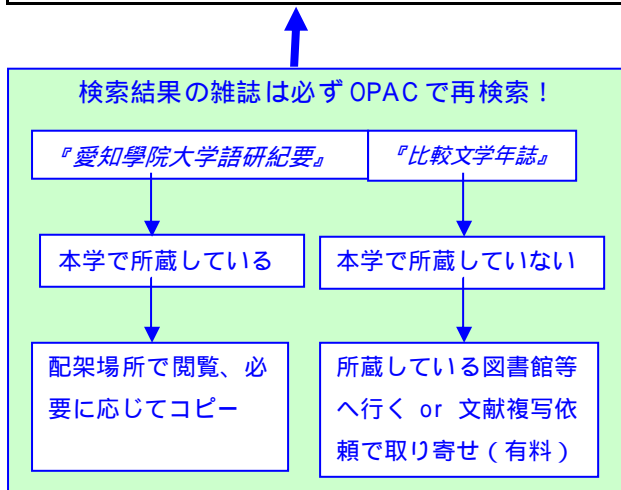 検索結果の雑誌は必ず OPAC で再検索！
『愛知學院大学語研紀要』 『比較文学年誌』
本学で所蔵している 本学で所蔵していない
配架場所で閲覧、必 所蔵している図書館等
要に応じてコピー へ行く or 文献複写依
頼で取り寄せ（有料）